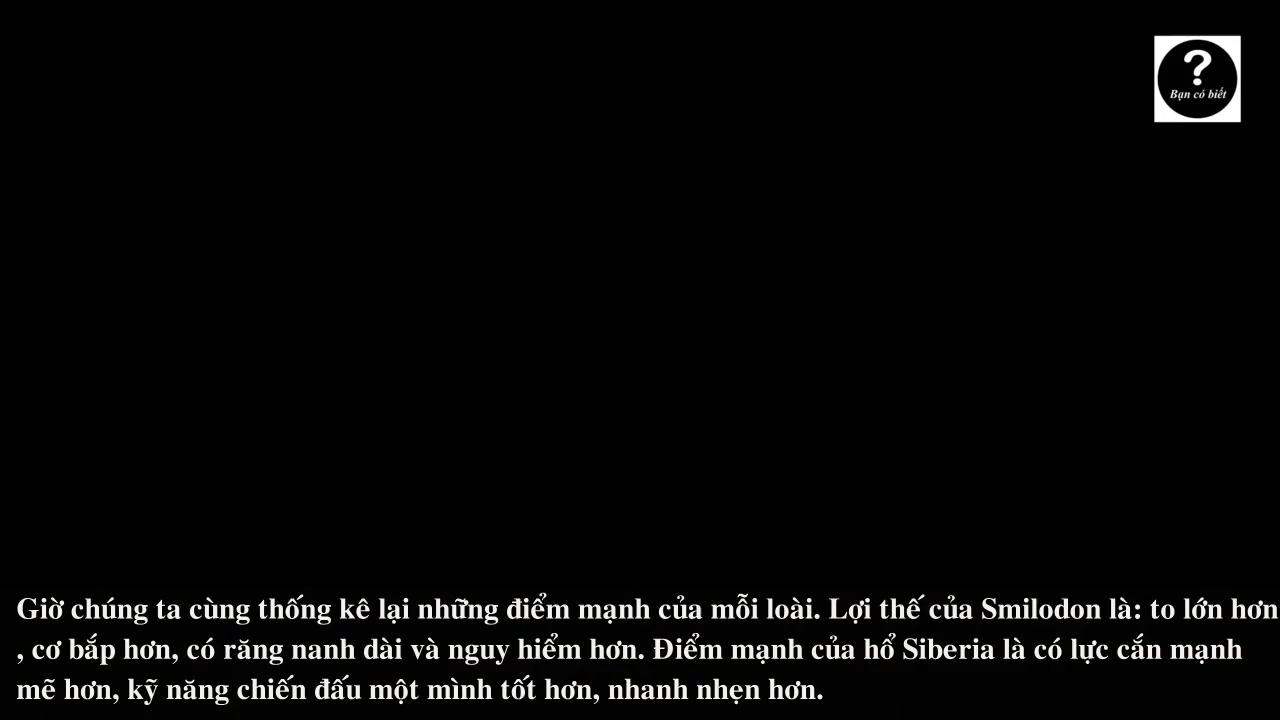 ?
Bạn có biết
Giờ chúng ta cùng thống kê lại những điểm mạnh của mỗi loài. Lợi thế của Smilodon là: to lớn hơn
, cơ bắp hơn, có răng nanh dài và nguy hiểm hơn. Điểm mạnh của hổ Siberia là có lực cắn mạnh
mẽ hơn, kỹ năng chiến đấu một mình tốt hơn, nhanh nhẹn hơn.